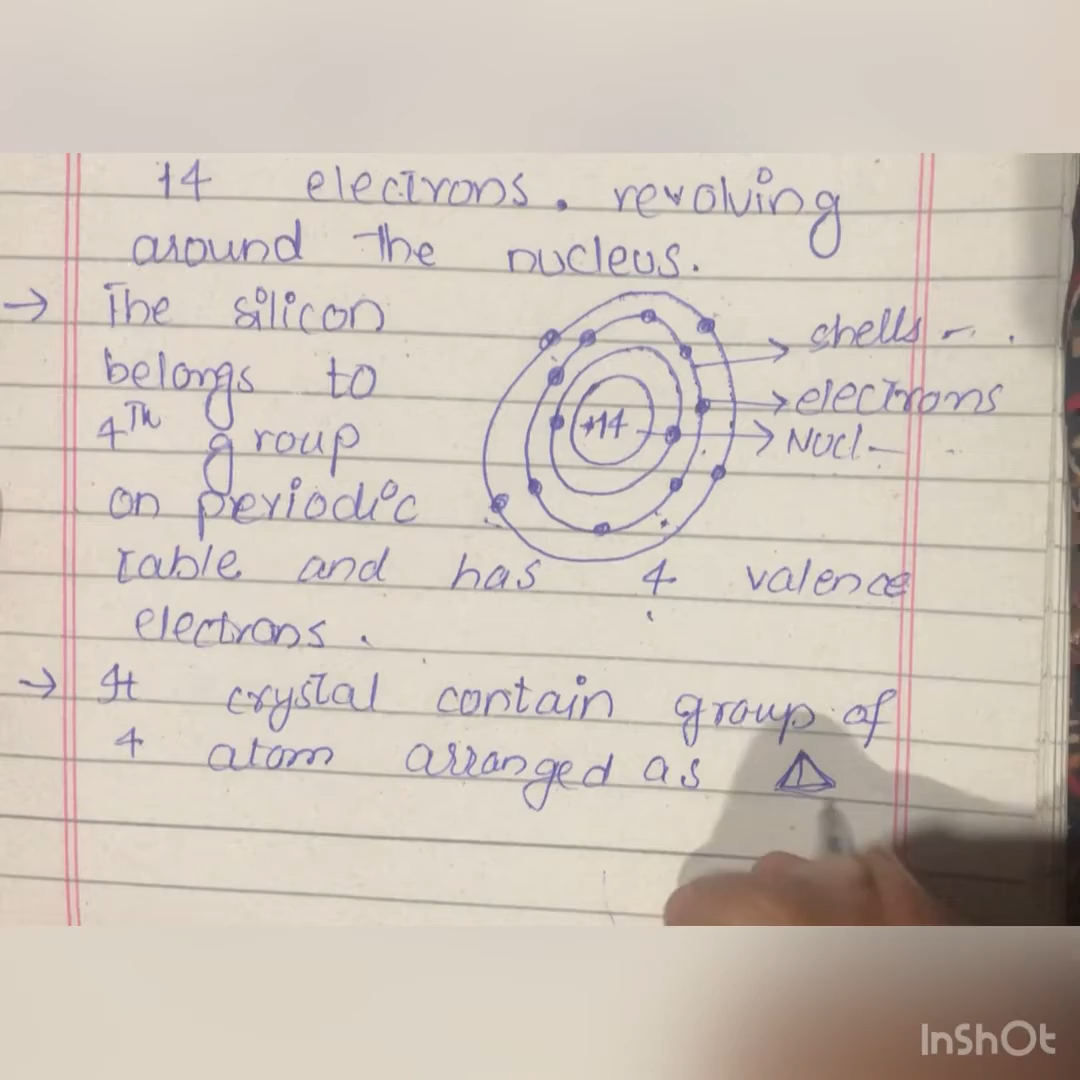 14 electrons. revolving
around the nucleus.
→ The silicon
belongs to
4Th group
on periodic
table and has 4 valence
electrons.
+14
shells
electrons
Nucl
→ It crystal contain group of
4 atom arranged as
InShOt